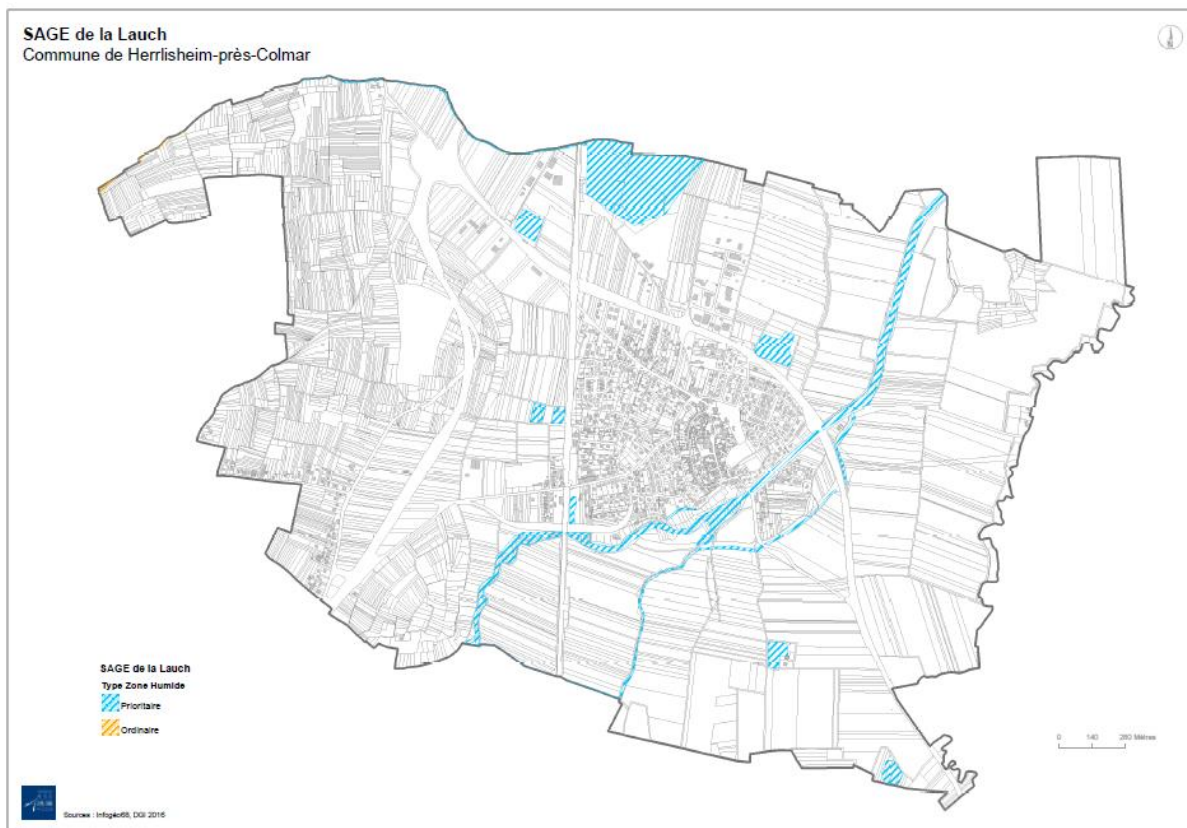 SAGE de la Lauch
Commune de Herrlisheim-près-Colmar
N
SAGE de la Lauch
Type Zone Humide
Prioritaire
Ordinaire
0 140 280 Mètres
Sources : Infogéo68, DGI 2016